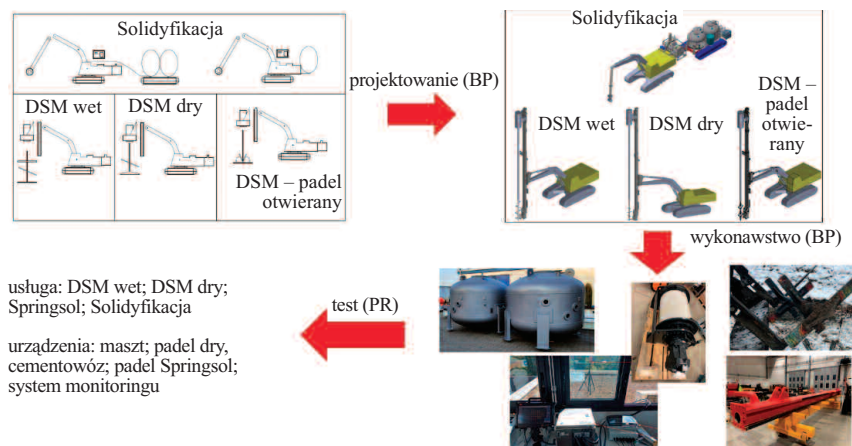 Solidyfikacja
DSM wet
DSM dry
DSM – padel
otwierany
projektowanie (BP)
Solidyfikacja
DSM wet
DSM dry
DSM –
padel
otwie-
rany
wykonawstwo (BP)
test (PR)
usługa: DSM wet; DSM dry;
Springsol; Solidyfikacja
urządzenia: maszt; padel dry,
cementowóz; padel Springsol;
system monitoringu